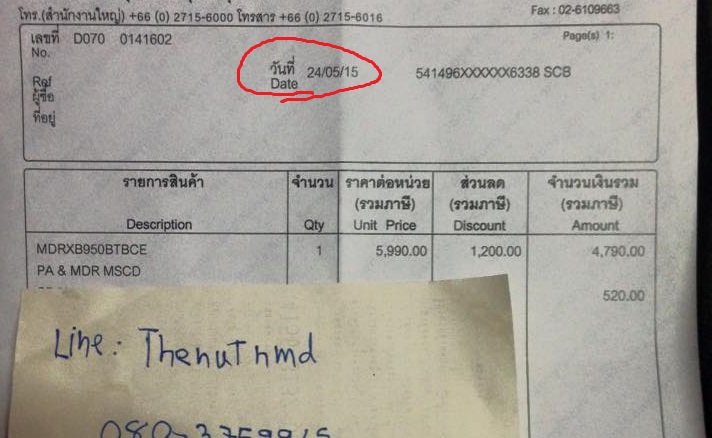 โทร.(สำนักงานใหญ่) +66 (0) 2715-6000 โทรสาร +66 (0) 2715-6016
Fax : 02-6109663
เลขที่ D070 0141602
No.
Page(s) 1:
วันที่ 24/05/15
Date
541496XXXXXX6338 SCB
Ref
ผู้ซื้อ
ที่อยู่
รายการสินค้า จำนวน ราคาต่อหน่วย ส่วนลด จำนวนเงินรวม
(รวมภาษี) (รวมภาษี) (รวมภาษี)
Description Qty Unit Price Discount Amount
MDRXB950BTBCE 1 5,990.00 1,200.00 4,790.00
PA & MDR MSCD
520.00
Line: Thenutnmd